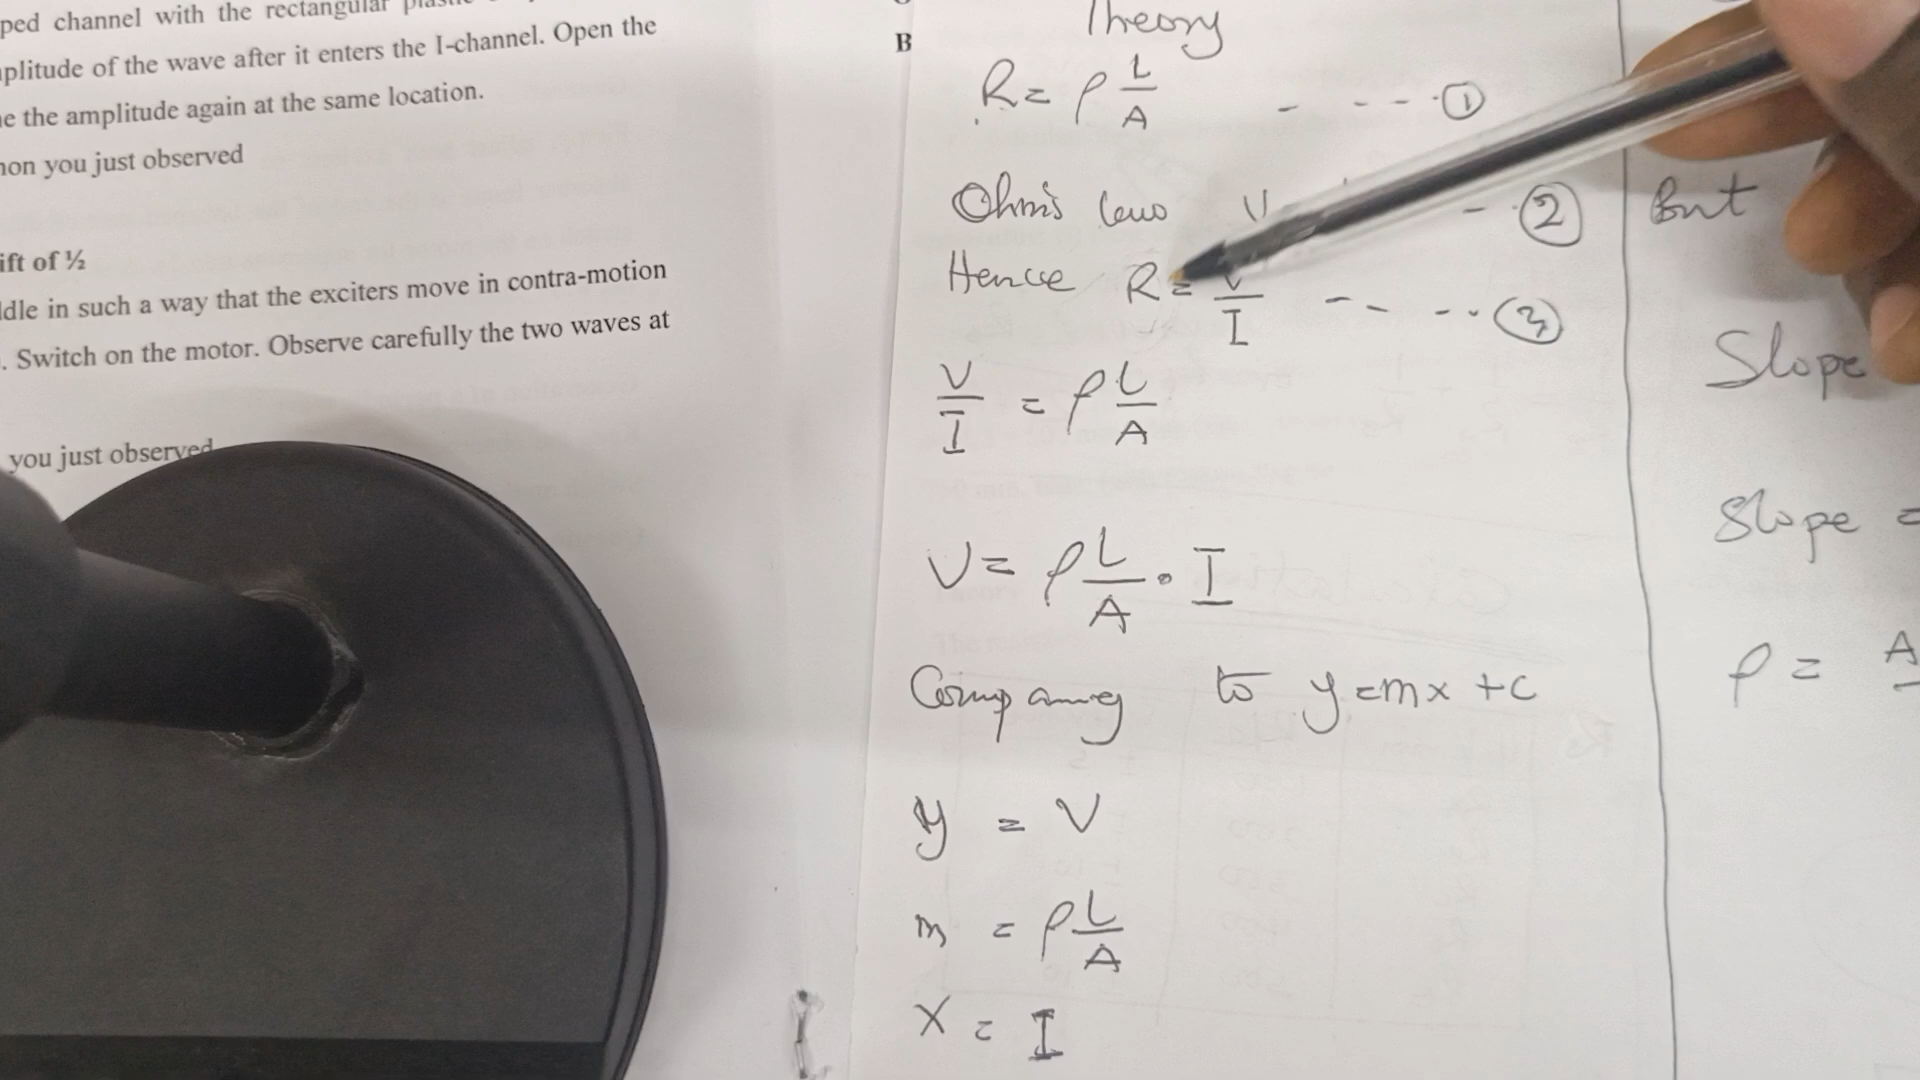 ped channel with the rectangular
plitude of the wave after it enters the I-channel. Open the
e the amplitude again at the same location.
non you just observed
ift of ½
ddle in such a way that the exciters move in contra-motion
. Switch on the motor. Observe carefully the two waves at
you just observed
B
Theory
R = ρ L/A - - - - ①
Ohm's law V - - ②
Hence R = V/I - - - - - ③
V/I = ρ L/A
V = ρ L/A . I
Comparing to y = mx + c
y = V
m = ρ L/A
X = I
But
Slope
Slope =
ρ = A